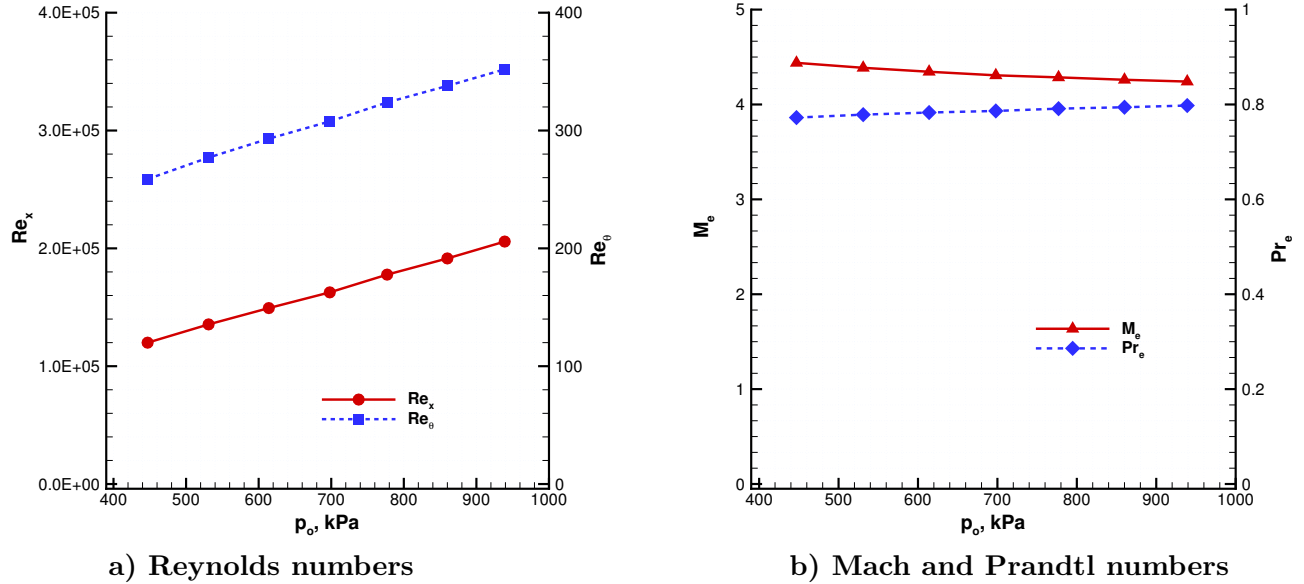 4.0E+05
3.0E+05
2.0E+05
1.0E+05
0.0E+00
Re_x
400
300
200
100
0
Re_θ
400 500 600 700 800 900 1000
p_o, kPa
Re_x
Re_θ
a) Reynolds numbers
5
4
3
2
1
0
M_e
1
0.8
0.6
0.4
0.2
0
Pr_e
400 500 600 700 800 900 1000
p_o, kPa
M_e
Pr_e
b) Mach and Prandtl numbers